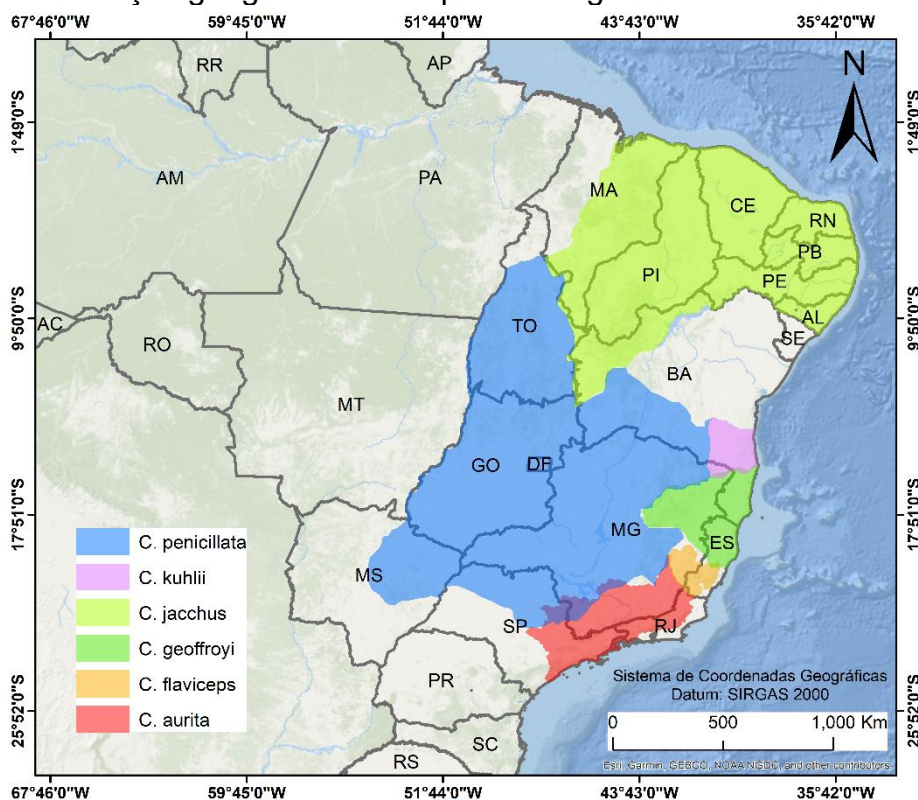 67°46'0"W 59°45'0"W 51°44'0"W 43°43'0"W 35°42'0"W
N
1°49'0"S 1°49'0"S
9°50'0"S 9°50'0"S
17°51'0"S 17°51'0"S
25°52'0"S 25°52'0"S
RR
AP
AM
PA
MA
CE
RN
PB
PI
PE
AL
SE
TO
AC
RO
BA
MT
GO
DF
MG
ES
MS
SP
RJ
PR
SC
RS
C. penicillata
C. kuhlii
C. jacchus
C. geoffroyi
C. flaviceps
C. aurita
Sistema de Coordenadas Geográficas
Datum: SIRGAS 2000
0 500 1,000 Km
Esri, Garmin, GEBCO, NOAA NGDC, and other contributors
67°46'0"W 59°45'0"W 51°44'0"W 43°43'0"W 35°42'0"W